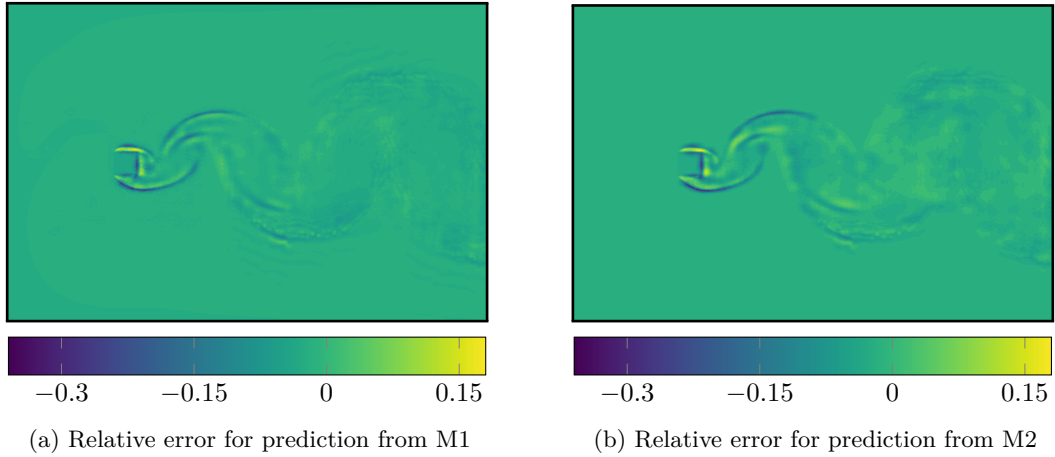 −0.3 −0.15 0 0.15
−0.3 −0.15 0 0.15
(a) Relative error for prediction from M1
(b) Relative error for prediction from M2